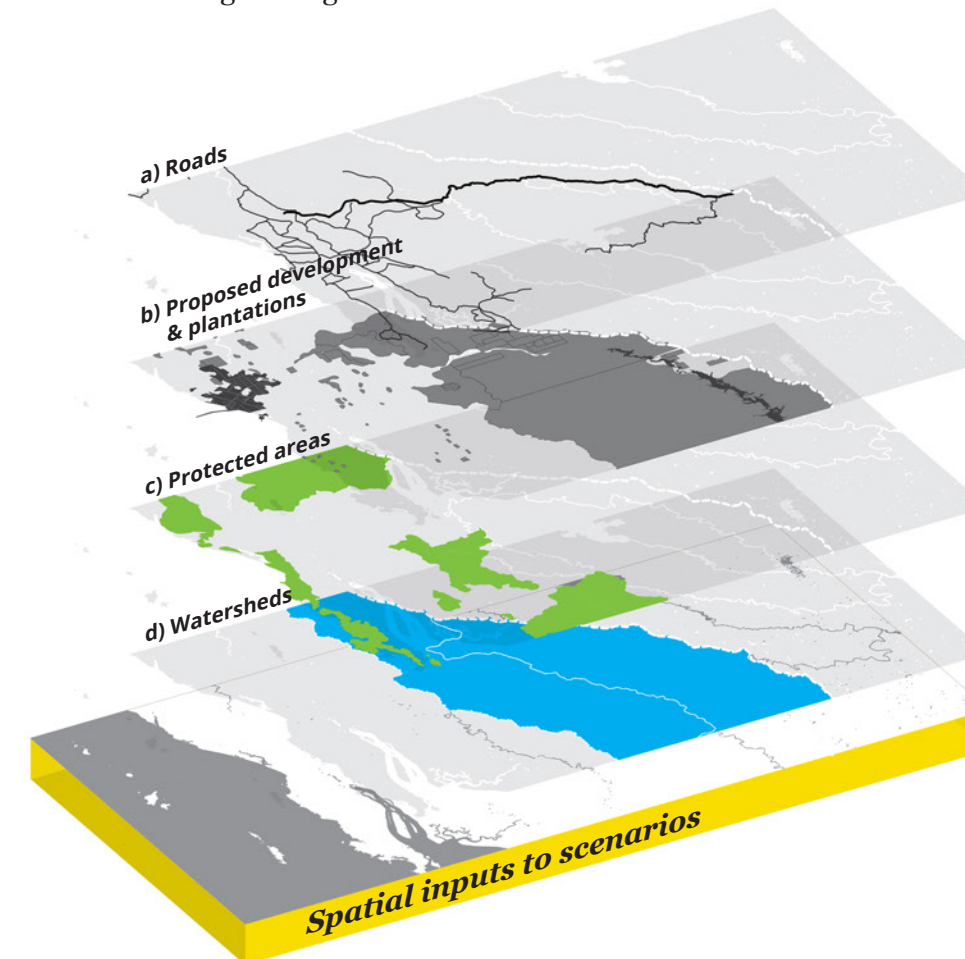 a) Roads
b) Proposed development
& plantations
c) Protected areas
d) Watersheds
Spatial inputs to scenarios